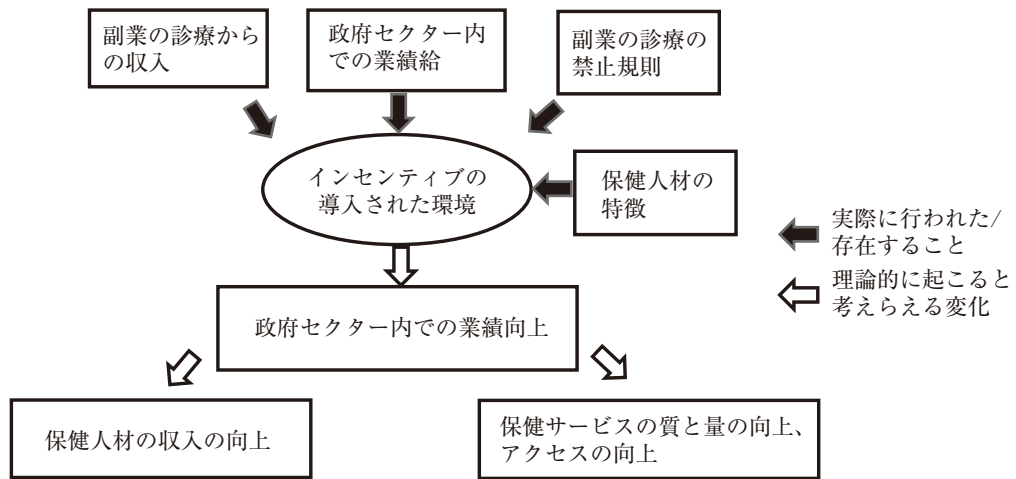 副業の診療から
の収入
政府セクター内
での業績給
副業の診療の
禁止規則
インセンティブの
導入された環境
保健人材の
特徴
実際に行われた/
存在すること
理論的に起こると
考えらえる変化
政府セクター内での業績向上
保健人材の収入の向上
保健サービスの質と量の向上、
アクセスの向上